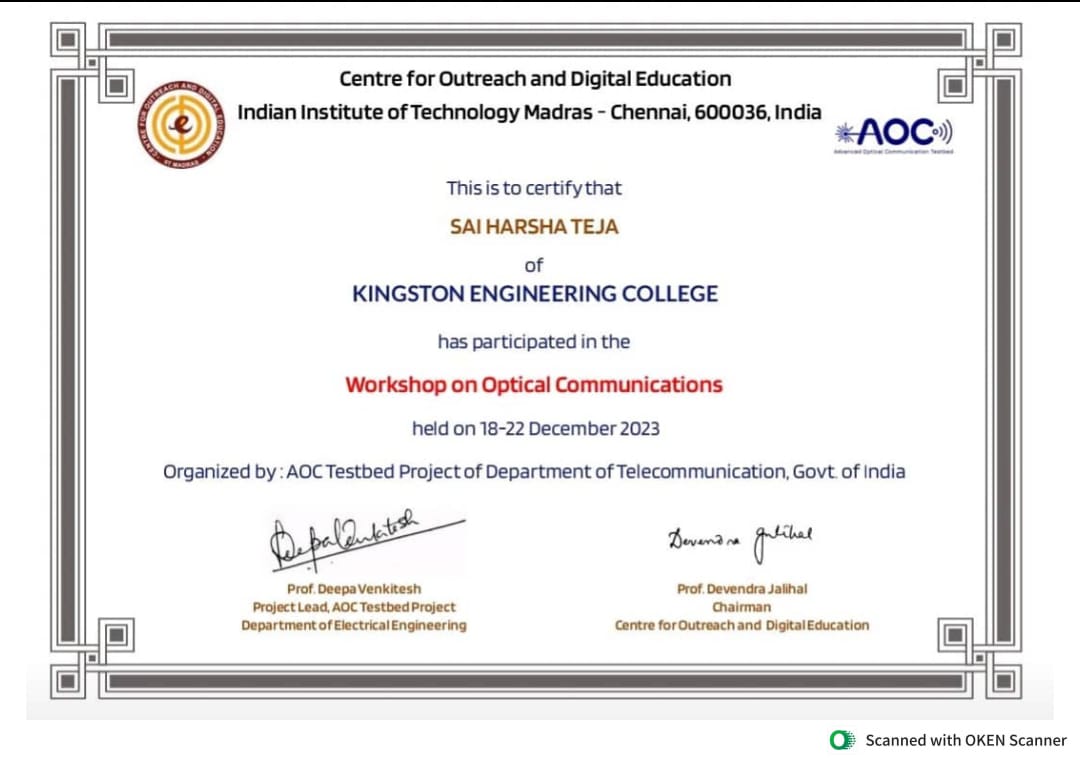 Centre for Outreach and Digital Education
Indian Institute of Technology Madras - Chennai, 600036, India
CENTRE FOR OUTREACH AND DIGITAL EDUCATION
IIT MADRAS
e
AOC
Advanced Optical Communication Testbed
This is to certify that
SAI HARSHA TEJA
of
KINGSTON ENGINEERING COLLEGE
has participated in the
Workshop on Optical Communications
held on 18-22 December 2023
Organized by : AOC Testbed Project of Department of Telecommunication, Govt. of India
Deepa Venkitesh
Devendra Jalihal
Prof. Deepa Venkitesh
Project Lead, AOC Testbed Project
Department of Electrical Engineering
Prof. Devendra Jalihal
Chairman
Centre for Outreach and Digital Education
Scanned with OKEN Scanner